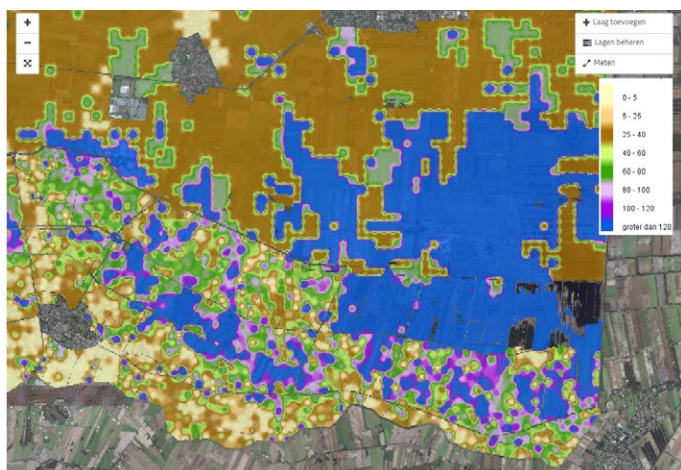 +
-
Laag toevoegen
Lagen beheren
Meten
0 - 5
5 - 25
25 - 40
40 - 60
60 - 80
80 - 100
100 - 120
groter dan 120